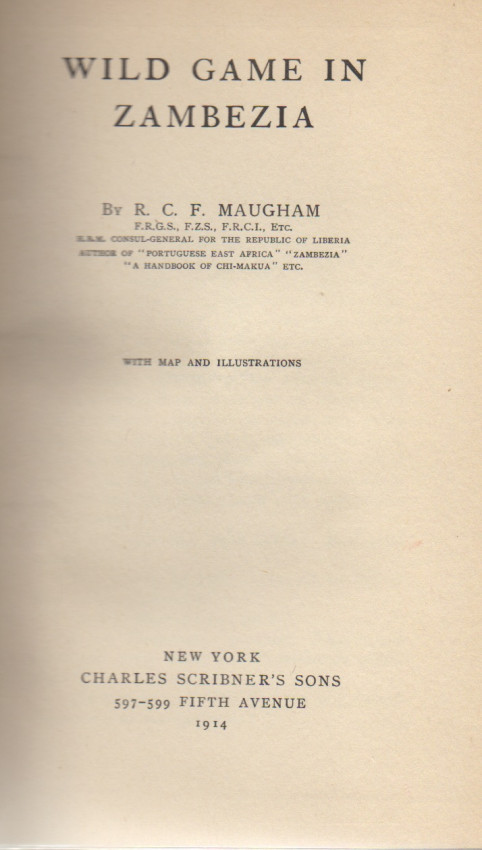 WILD GAME IN
ZAMBEZIA
BY R. C. F. MAUGHAM
F.R.G.S., F.Z.S., F.R.C.I., ETC.
H.B.M. CONSUL-GENERAL FOR THE REPUBLIC OF LIBERIA
AUTHOR OF "PORTUGUESE EAST AFRICA" "ZAMBEZIA"
"A HANDBOOK OF CHI-MAKUA" ETC.
WITH MAP AND ILLUSTRATIONS
NEW YORK
CHARLES SCRIBNER'S SONS
597-599 FIFTH AVENUE
1914